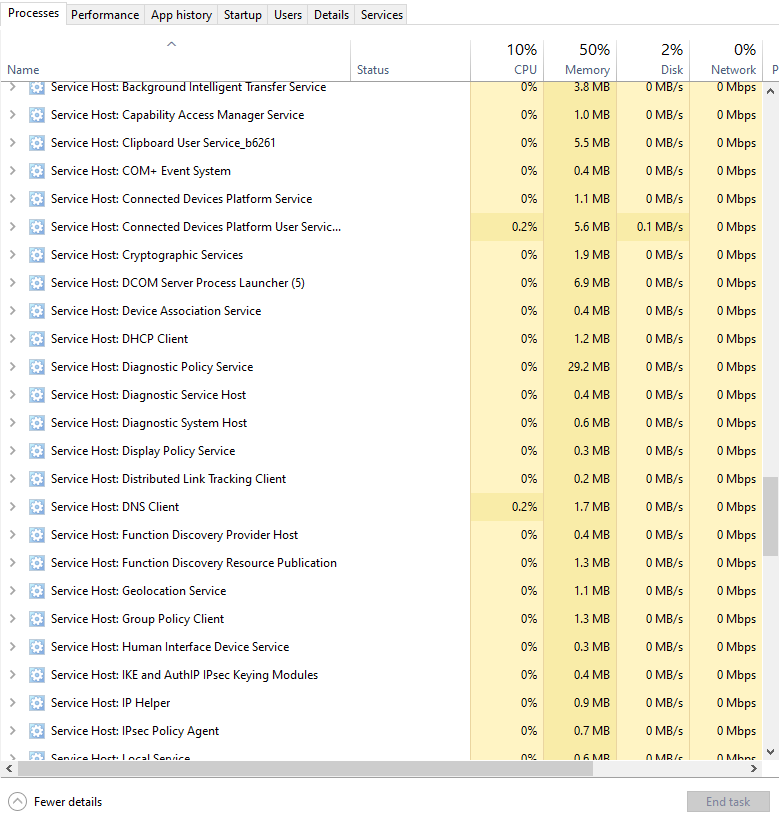 Processes Performance App history Startup Users Details Services
10% 50% 2% 0%
Name Status CPU Memory Disk Network P
Service Host: Background Intelligent Transfer Service 0% 3.8 MB 0 MB/s 0 Mbps
Service Host: Capability Access Manager Service 0% 1.0 MB 0 MB/s 0 Mbps
Service Host: Clipboard User Service_b6261 0% 5.5 MB 0 MB/s 0 Mbps
Service Host: COM+ Event System 0% 0.4 MB 0 MB/s 0 Mbps
Service Host: Connected Devices Platform Service 0% 1.1 MB 0 MB/s 0 Mbps
Service Host: Connected Devices Platform User Servic... 0.2% 5.6 MB 0.1 MB/s 0 Mbps
Service Host: Cryptographic Services 0% 1.9 MB 0 MB/s 0 Mbps
Service Host: DCOM Server Process Launcher (5) 0% 6.9 MB 0 MB/s 0 Mbps
Service Host: Device Association Service 0% 0.4 MB 0 MB/s 0 Mbps
Service Host: DHCP Client 0% 1.2 MB 0 MB/s 0 Mbps
Service Host: Diagnostic Policy Service 0% 29.2 MB 0 MB/s 0 Mbps
Service Host: Diagnostic Service Host 0% 0.4 MB 0 MB/s 0 Mbps
Service Host: Diagnostic System Host 0% 0.6 MB 0 MB/s 0 Mbps
Service Host: Display Policy Service 0% 0.3 MB 0 MB/s 0 Mbps
Service Host: Distributed Link Tracking Client 0% 0.2 MB 0 MB/s 0 Mbps
Service Host: DNS Client 0.2% 1.7 MB 0 MB/s 0 Mbps
Service Host: Function Discovery Provider Host 0% 0.4 MB 0 MB/s 0 Mbps
Service Host: Function Discovery Resource Publication 0% 1.3 MB 0 MB/s 0 Mbps
Service Host: Geolocation Service 0% 1.1 MB 0 MB/s 0 Mbps
Service Host: Group Policy Client 0% 1.3 MB 0 MB/s 0 Mbps
Service Host: Human Interface Device Service 0% 0.3 MB 0 MB/s 0 Mbps
Service Host: IKE and AuthIP IPsec Keying Modules 0% 0.4 MB 0 MB/s 0 Mbps
Service Host: IP Helper 0% 0.9 MB 0 MB/s 0 Mbps
Service Host: IPsec Policy Agent 0% 0.7 MB 0 MB/s 0 Mbps
Service Host: Local Service 0% 0.6 MB 0 MB/s 0 Mbps
Fewer details End task